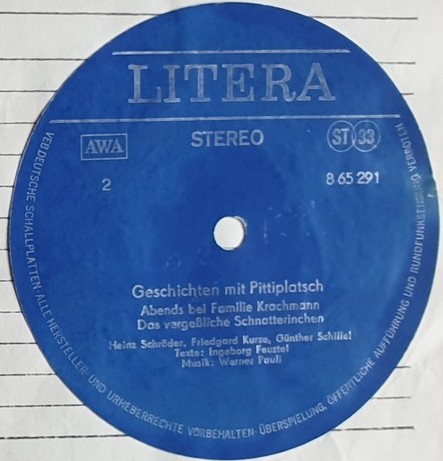 LITERA
AWA
STEREO
ST 33
2
8 65 291
Geschichten mit Pittiplatsch
Abends bei Familie Krachmann
Das vergeßliche Schnatterinchen
Heinz Schröder, Friedgard Kurze, Günther Schiffel
Texte: Ingeborg Feustel
Musik: Werner Pauli
VEB DEUTSCHE SCHALLPLATTEN ALLE HERSTELLER- UND URHEBERRECHTE VORBEHALTEN · ÜBERSPIELUNG, ÖFFENTLICHE AUFFÜHRUNG UND RUNDFUNKSENDUNG VERBOTEN